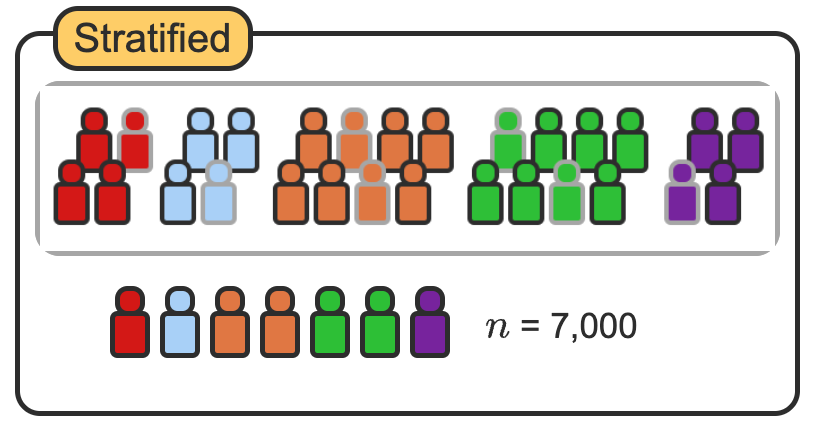 Stratified
n = 7,000